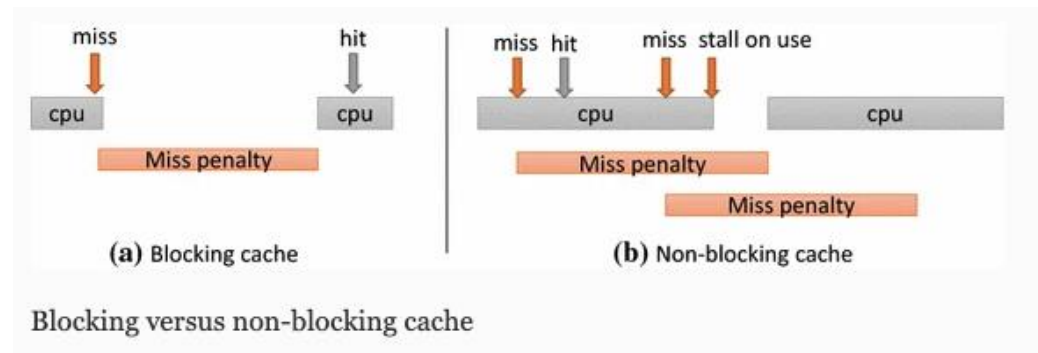 miss
hit
cpu
cpu
Miss penalty
(a) Blocking cache
miss hit
miss stall on use
cpu
cpu
Miss penalty
Miss penalty
(b) Non-blocking cache
Blocking versus non-blocking cache